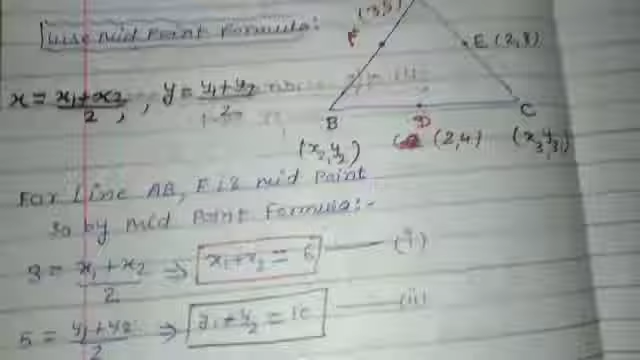 use mid Point Formula:
(3,5)
F
E (2,3)
x = x₁+x₂/2 , y = y₁+y₂/2
B
D
C
(x₂,y₂)
(2,4)
(x₃,y₃)
For Line AB, F is mid Point
So by mid Point Formula:-
3 = x₁+x₂/2 ⇒ x₁+x₂ = 6 —— (i)
5 = y₁+y₂/2 ⇒ y₁+y₂ = 10 —— (ii)